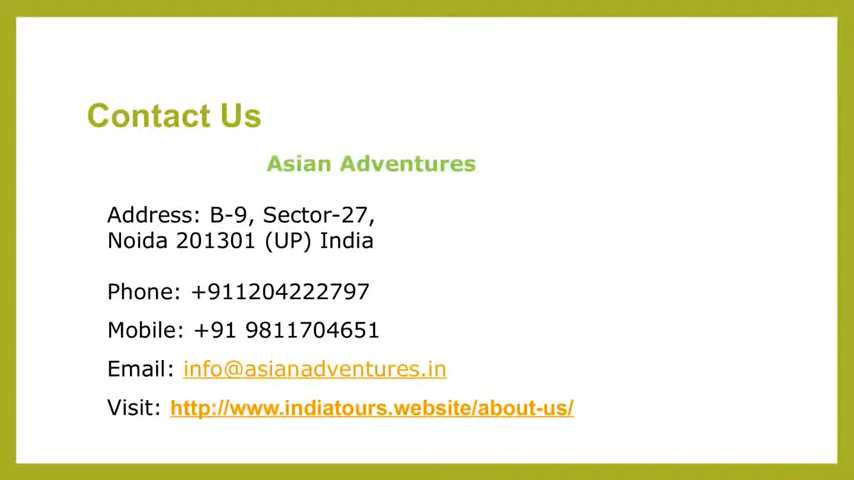 Contact Us
Asian Adventures
Address: B-9, Sector-27,
Noida 201301 (UP) India
Phone: +911204222797
Mobile: +91 9811704651
Email: info@asianadventures.in
Visit: http://www.indiatours.website/about-us/